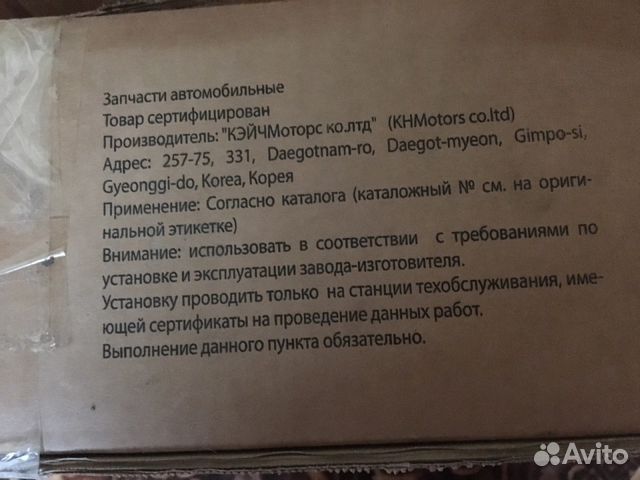 Запчасти автомобильные
Товар сертифицирован
Производитель: "КЭЙЧМоторс ко.лтд" (KHMotors co.ltd)
Адрес: 257-75, 331, Daegotnam-ro, Daegot-myeon, Gimpo-si,
Gyeonggi-do, Korea, Корея
Применение: Согласно каталога (каталожный № см. на ориги-
нальной этикетке)
Внимание: использовать в соответствии с требованиями по
установке и эксплуатации завода-изготовителя.
Установку проводить только на станции техобслуживания, име-
ющей сертификаты на проведение данных работ.
Выполнение данного пункта обязательно.
Avito